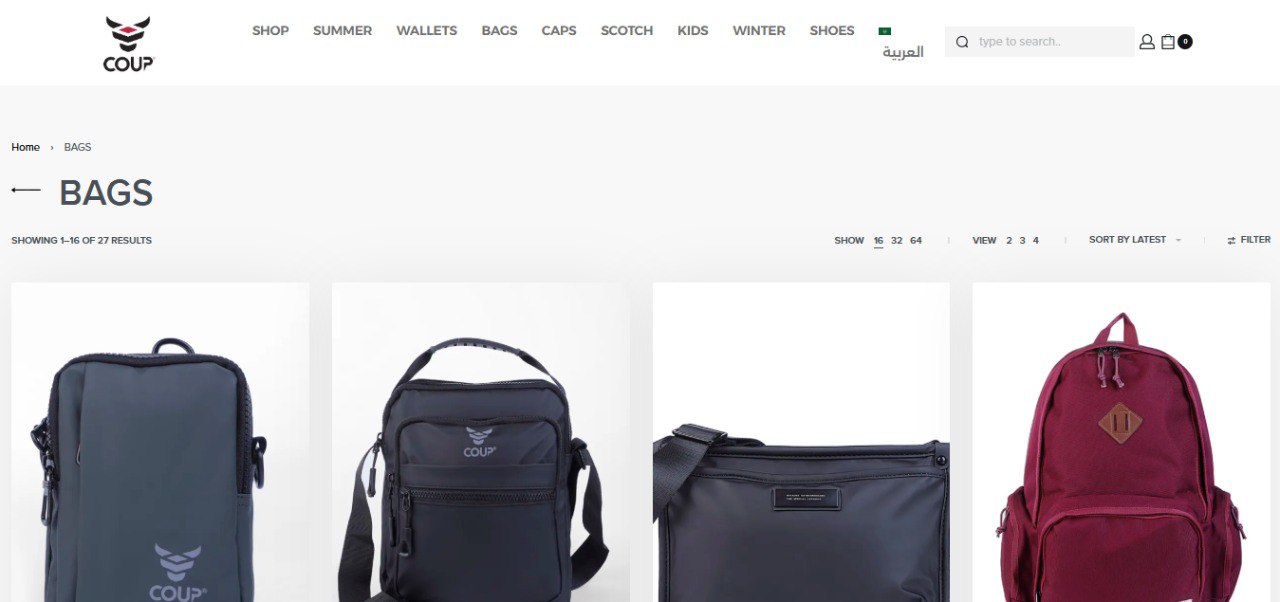 SHOP SUMMER WALLETS BAGS CAPS SCOTCH KIDS WINTER SHOES
العربية
type to search..
0
COUP
Home › BAGS
BAGS
SHOWING 1–16 OF 27 RESULTS
SHOW 16 32 64
VIEW 2 3 4
SORT BY LATEST
FILTER
COUP
COUP